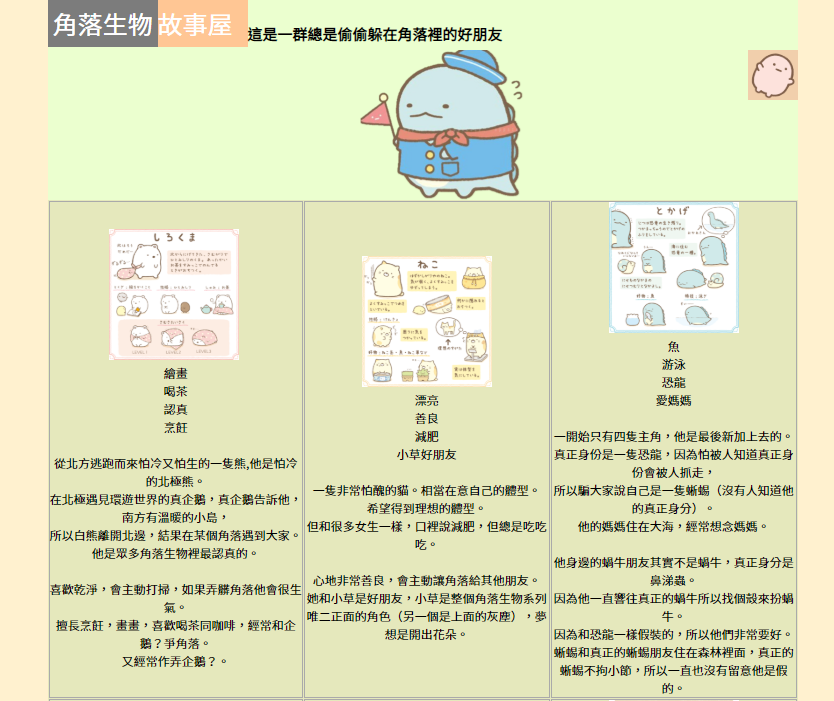 角落生物 故事屋
這是一群總是偷偷躲在角落裡的好朋友
しろくま
繪畫
喝茶
認真
烹飪
從北方逃跑而來怕冷又怕生的一隻熊,他是怕冷
的北極熊。
在北極遇見環遊世界的真企鵝，真企鵝告訴他，
南方有溫暖的小島，
所以白熊離開北邊，結果在某個角落遇到大家。
他是眾多角落生物裡最認真的。
喜歡乾淨，會主動打掃，如果弄髒角落他會很生
氣。
擅長烹飪，畫畫，喜歡喝茶同咖啡，經常和企
鵝？爭角落。
又經常作弄企鵝？。
ねこ
漂亮
善良
減肥
小草好朋友
一隻非常怕醜的貓。相當在意自己的體型。
希望得到理想的體型。
但和很多女生一樣，口裡說減肥，但總是吃吃
吃。
心地非常善良，會主動讓角落給其他朋友。
她和小草是好朋友，小草是整個角落生物系列
唯二正面的角色（另一個是上面的灰塵），夢
想是開出花朵。
とかげ
魚
游泳
恐龍
愛媽媽
一開始只有四隻主角，他是最後新加上去的。
真正身份是一隻恐龍，因為怕被人知道真正身
份會被人抓走，
所以騙大家說自己是一隻蜥蜴（沒有人知道他
的真正身分）。
他的媽媽住在大海，經常想念媽媽。
他身邊的蝸牛朋友其實不是蝸牛，真正身分是
鼻涕蟲。
因為他一直響往真正的蝸牛所以找個殼來扮蝸
牛。
因為和恐龍一樣假裝的，所以他們非常要好。
蜥蜴和真正的蜥蜴朋友住在森林裡面，真正的
蜥蜴不拘小節，所以一直也沒有留意他是假
的。